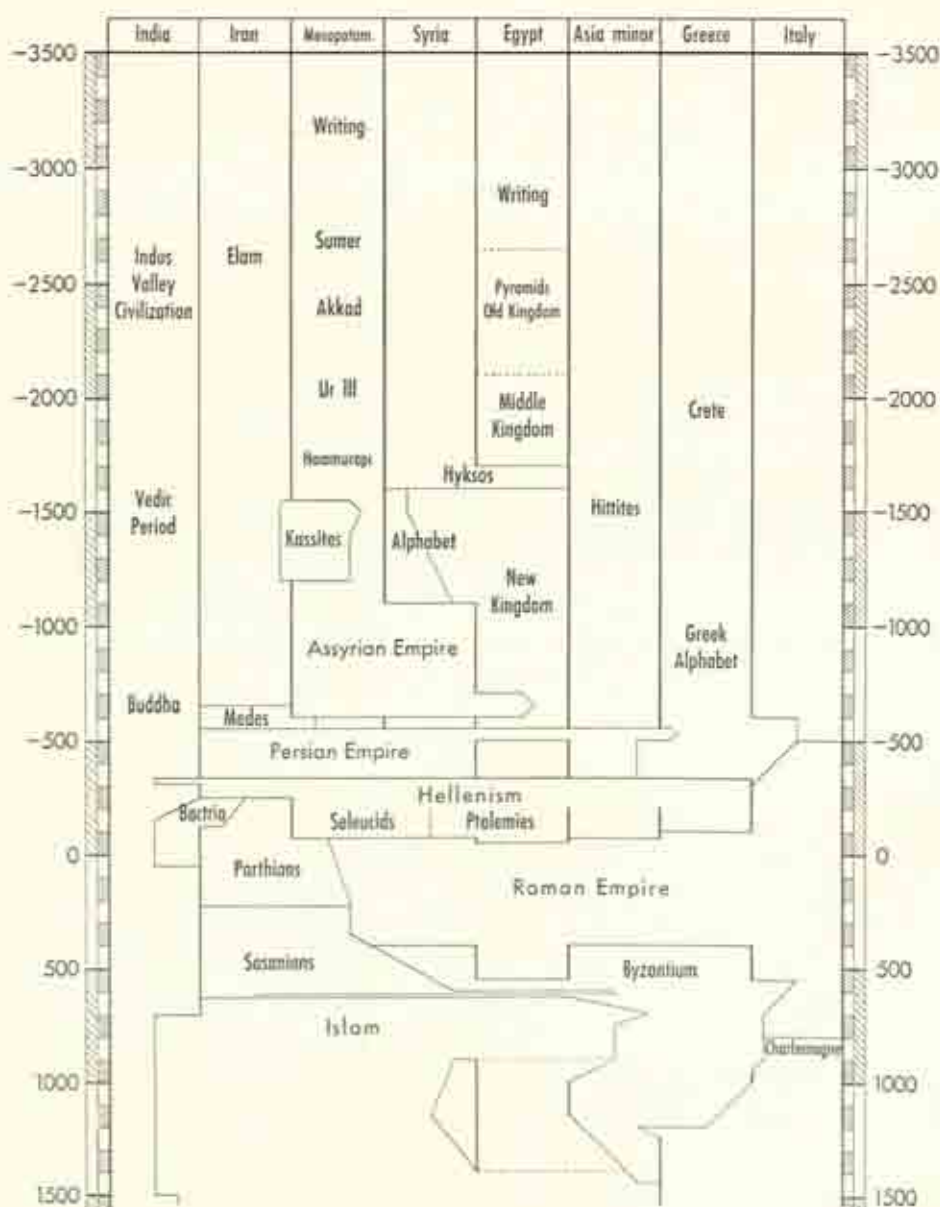 India Iran Mesopotam. Syria Egypt Asia minor Greece Italy
-3500 -3500
Writing
-3000 -3000
Writing
Sumer
Indus
Valley
Civilization
Elam
-2500 -2500
Pyramids
Old Kingdom
Akkad
Ur III
-2000 -2000
Middle
Kingdom
Crete
Hyksos
Vedic
Period
-1500 -1500
Hittites
Kassites
Alphabet
New
Kingdom
-1000 -1000
Assyrian Empire
Greek
Alphabet
Buddha
Medes
-500 -500
Persian Empire
Hellenism
Bactria
Seleucids
Ptolemies
0 0
Parthians
Roman Empire
500 500
Sasanians
Byzantium
Islam
Charlemagne
1000 1000
1500 1500